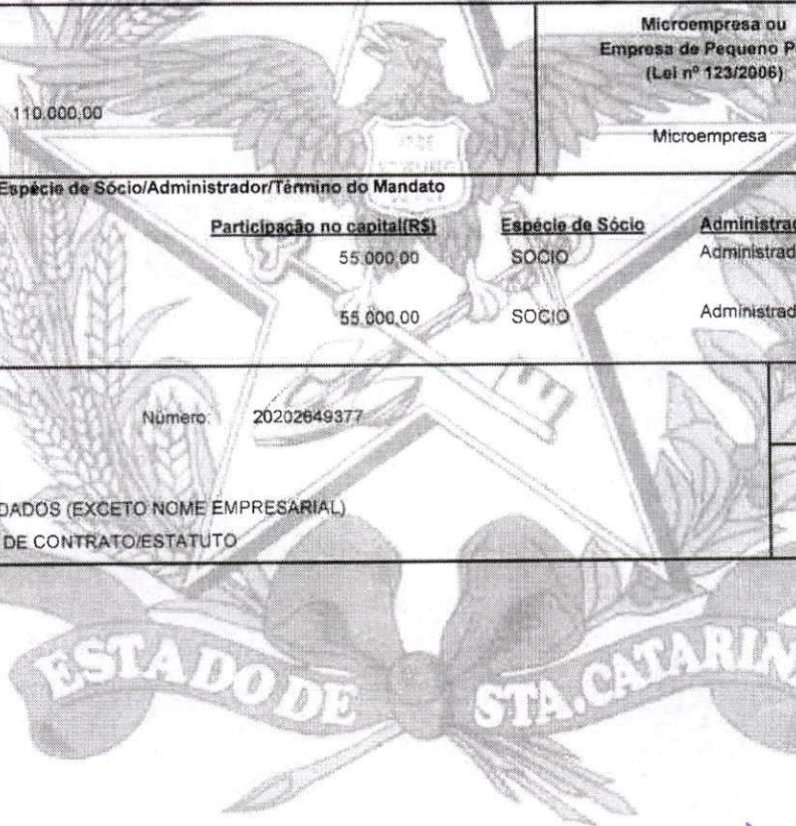 Microempresa ou
Empresa de Pequeno P
(Lei nº 123/2006)
110.000,00
Microempresa
Espécie de Sócio/Administrador/Término do Mandato
Participação no capital(R$) Espécie de Sócio Administrad
55.000,00 SOCIO Administrad
55.000,00 SOCIO Administrad
Número: 20202649377
DADOS (EXCETO NOME EMPRESARIAL)
DE CONTRATO/ESTATUTO
ESTADO DE STA. CATARINA